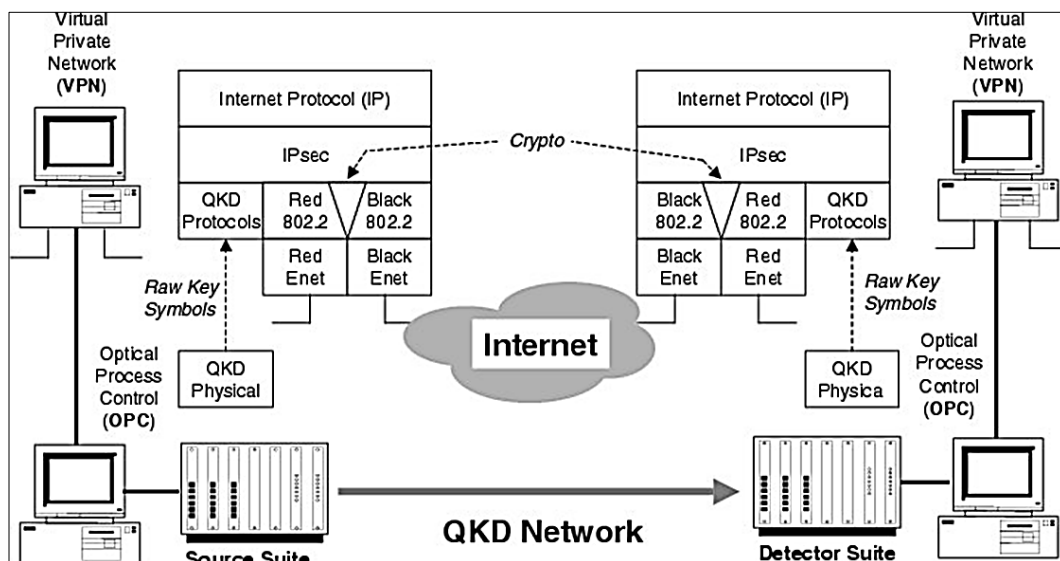 Virtual
Private
Network
(VPN)
Internet Protocol (IP)
IPsec
QKD
Protocols
Red
802.2
Black
802.2
Red
Enet
Black
Enet
Raw Key
Symbols
QKD
Physical
Optical
Process
Control
(OPC)
Crypto
Internet
Virtual
Private
Network
(VPN)
Internet Protocol (IP)
IPsec
Black
802.2
Red
802.2
QKD
Protocols
Black
Enet
Red
Enet
Raw Key
Symbols
QKD
Physica
Optical
Process
Control
(OPC)
Source Suite
QKD Network
Detector Suite